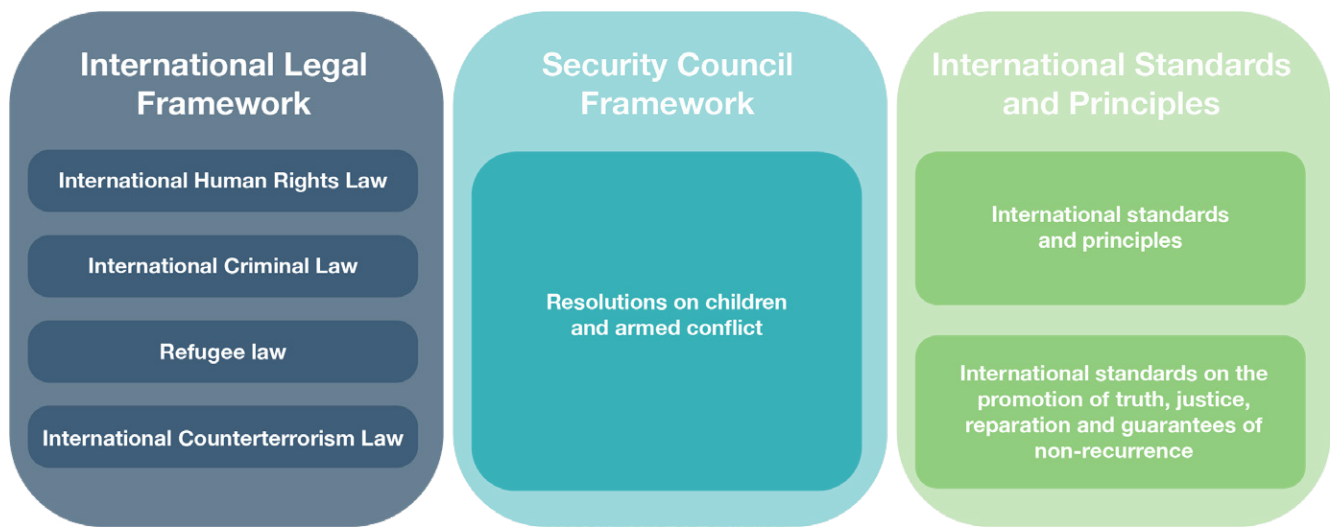 International Legal
Framework
International Human Rights Law
International Criminal Law
Refugee law
International Counterterrorism Law
Security Council
Framework
Resolutions on children
and armed conflict
International Standards
and Principles
International standards
and principles
International standards on the
promotion of truth, justice,
reparation and guarantees of
non-recurrence